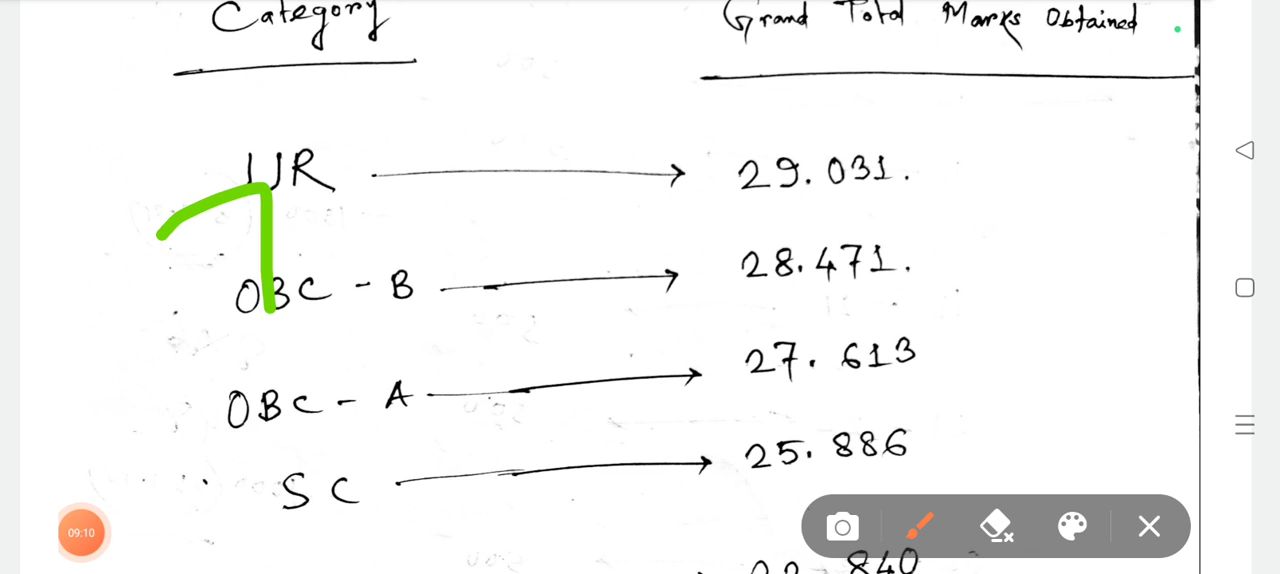 Category Grand Total Marks Obtained
UR → 29.031.
OBC - B → 28.471.
OBC - A → 27.613
SC → 25.886
840
09:10